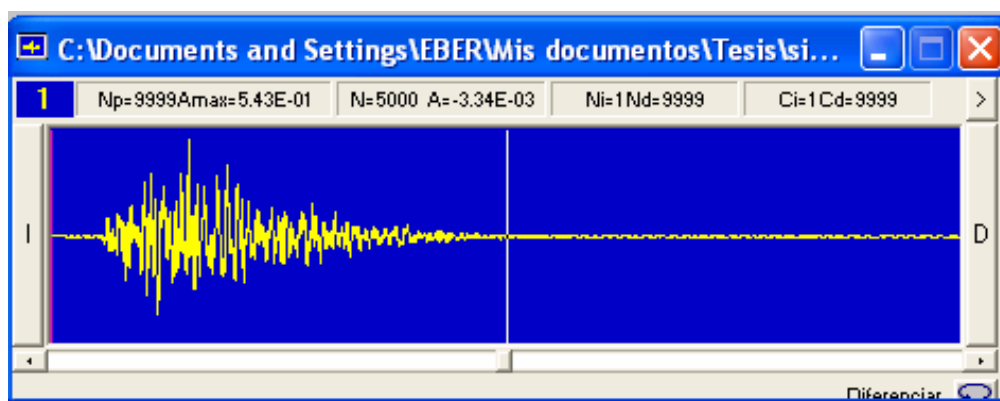 C:\Documents and Settings\EBER\Mis documentos\Tesis\si...
1 Np=9999Amax=5.43E-01 N=5000 A=-3.34E-03 Ni=1Nd=9999 Ci=1Cd=9999 >
I D
Diferenciar